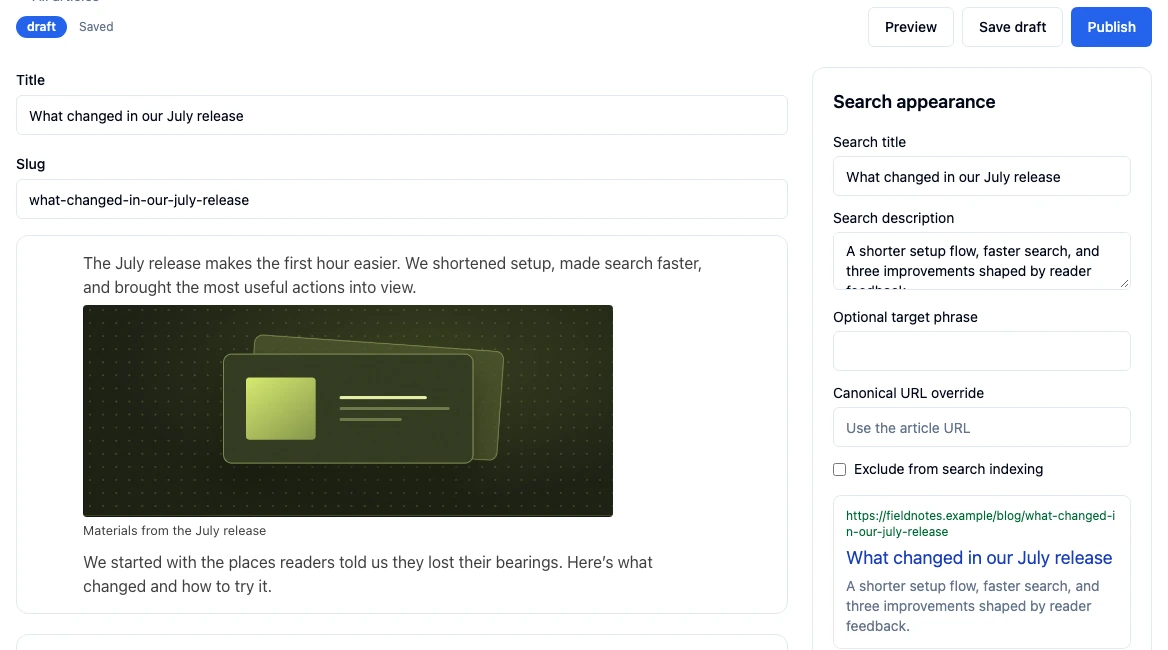 draft
Saved
Preview
Save draft
Publish
Title
What changed in our July release
Slug
what-changed-in-our-july-release
The July release makes the first hour easier. We shortened setup, made search faster,
and brought the most useful actions into view.
Materials from the July release
We started with the places readers told us they lost their bearings. Here’s what
changed and how to try it.
Search appearance
Search title
What changed in our July release
Search description
A shorter setup flow, faster search, and
three improvements shaped by reader
Optional target phrase
Canonical URL override
Use the article URL
Exclude from search indexing
https://fieldnotes.example/blog/what-changed-i
n-our-july-release
What changed in our July release
A shorter setup flow, faster search, and
three improvements shaped by reader
feedback.